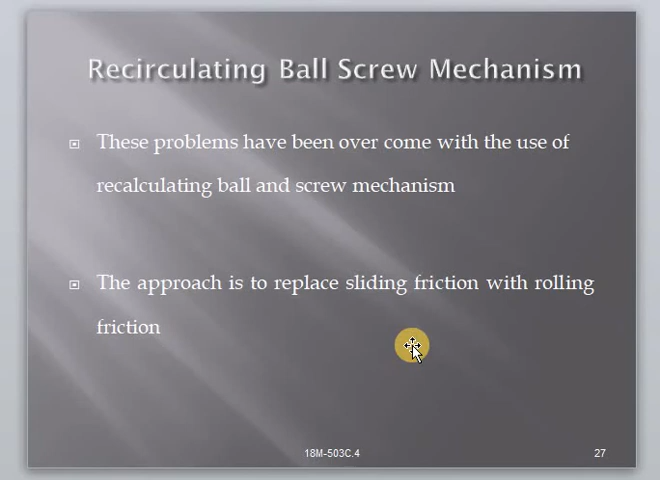 Recirculating Ball Screw Mechanism
These problems have been over come with the use of
recalculating ball and screw mechanism
The approach is to replace sliding friction with rolling
friction
18M-503C.4
27